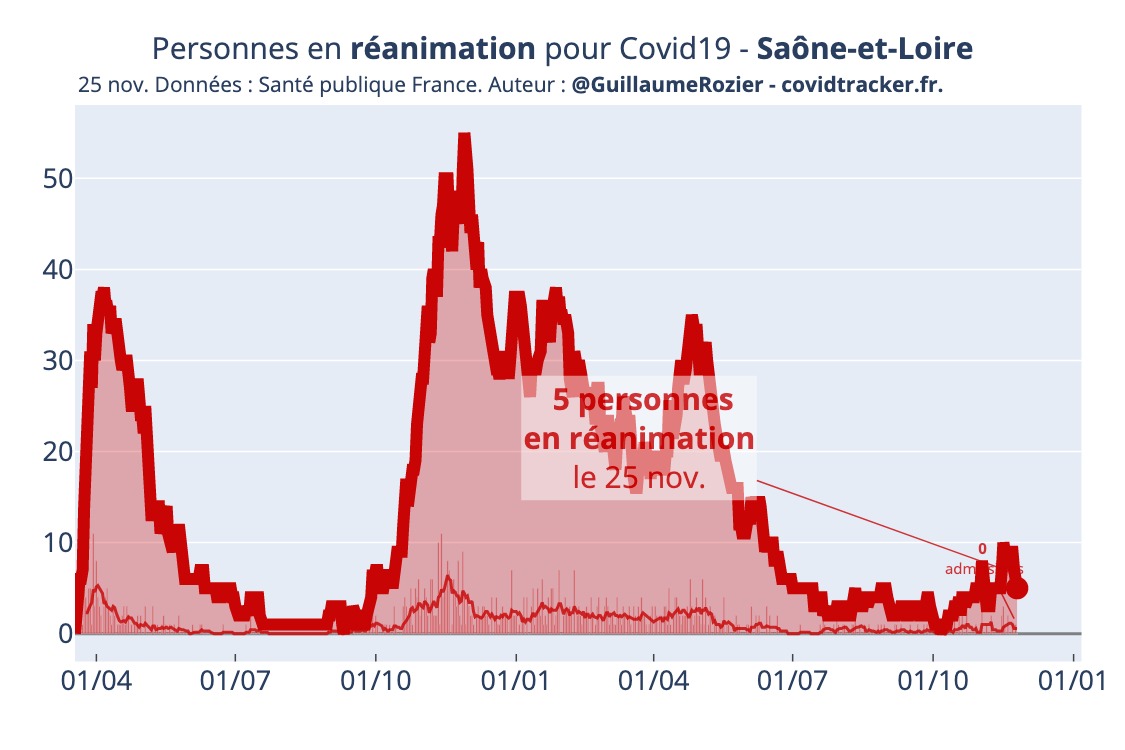 Personnes en réanimation pour Covid19 - Saône-et-Loire
25 nov. Données : Santé publique France. Auteur : @GuillaumeRozier - covidtracker.fr.
50
40
30
20
10
0
5 personnes
en réanimation
le 25 nov.
0
01/04 01/07 01/10 01/01 01/04 01/07 01/10 01/01